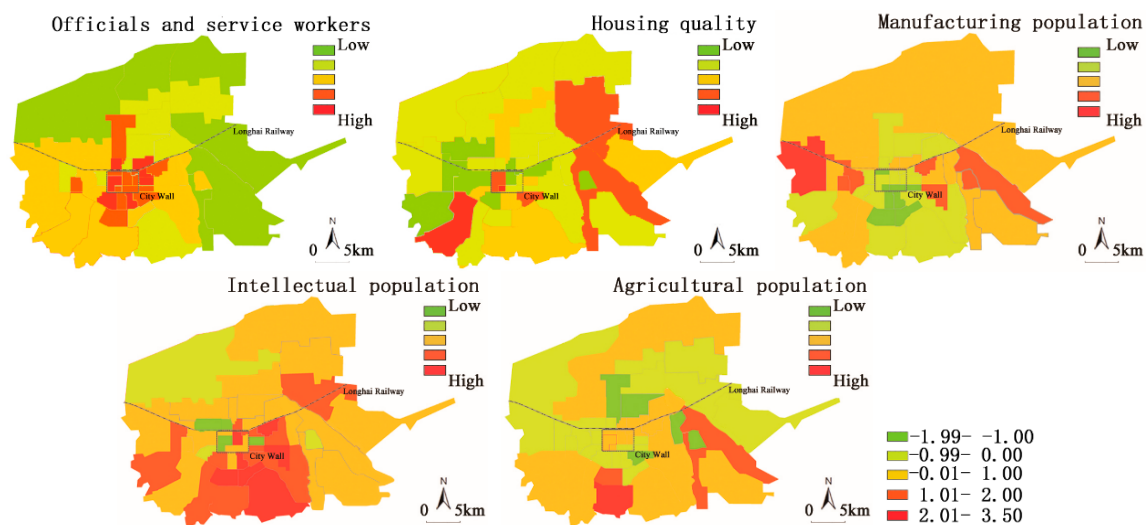 Officials and service workers
Low
High
Longhai Railway
City Wall
N
0 5km
Housing quality
Low
High
Longhai Railway
City Wall
N
0 5km
Manufacturing population
Low
High
Longhai Railway
City Wall
N
0 5km
Intellectual population
Low
High
Longhai Railway
City Wall
N
0 5km
Agricultural population
Low
High
Longhai Railway
City Wall
N
0 5km
-1.99- -1.00
-0.99- 0.00
-0.01- 1.00
1.01- 2.00
2.01- 3.50